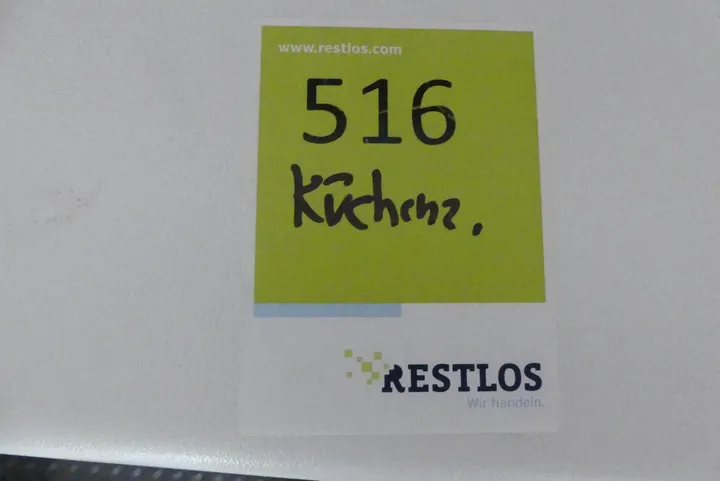 www.restlos.com
516
Küchenz.
RESTLOS
Wir handeln.